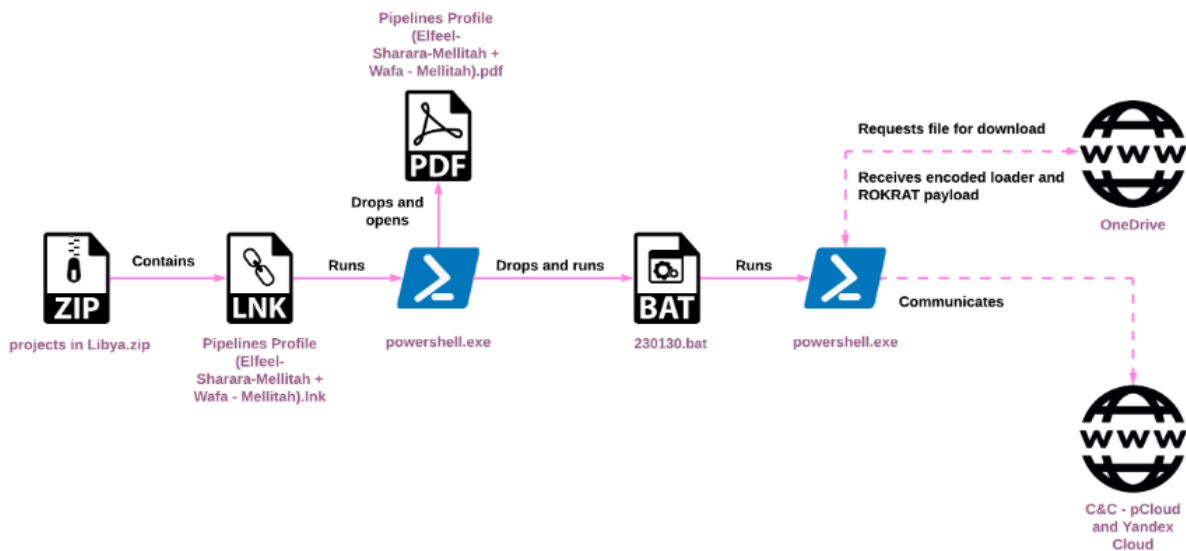 Pipelines Profile
(Elfeel-
Sharara-Mellitah +
Wafa - Mellitah).pdf
PDF
Drops and
opens
Requests file for download
Receives encoded loader and
ROKRAT payload
WWW
OneDrive
ZIP
projects in Libya.zip
Contains
LNK
Pipelines Profile
(Elfeel-
Sharara-Mellitah +
Wafa - Mellitah).lnk
Runs
powershell.exe
Drops and runs
BAT
230130.bat
Runs
powershell.exe
Communicates
WWW
C&C - pCloud
and Yandex
Cloud